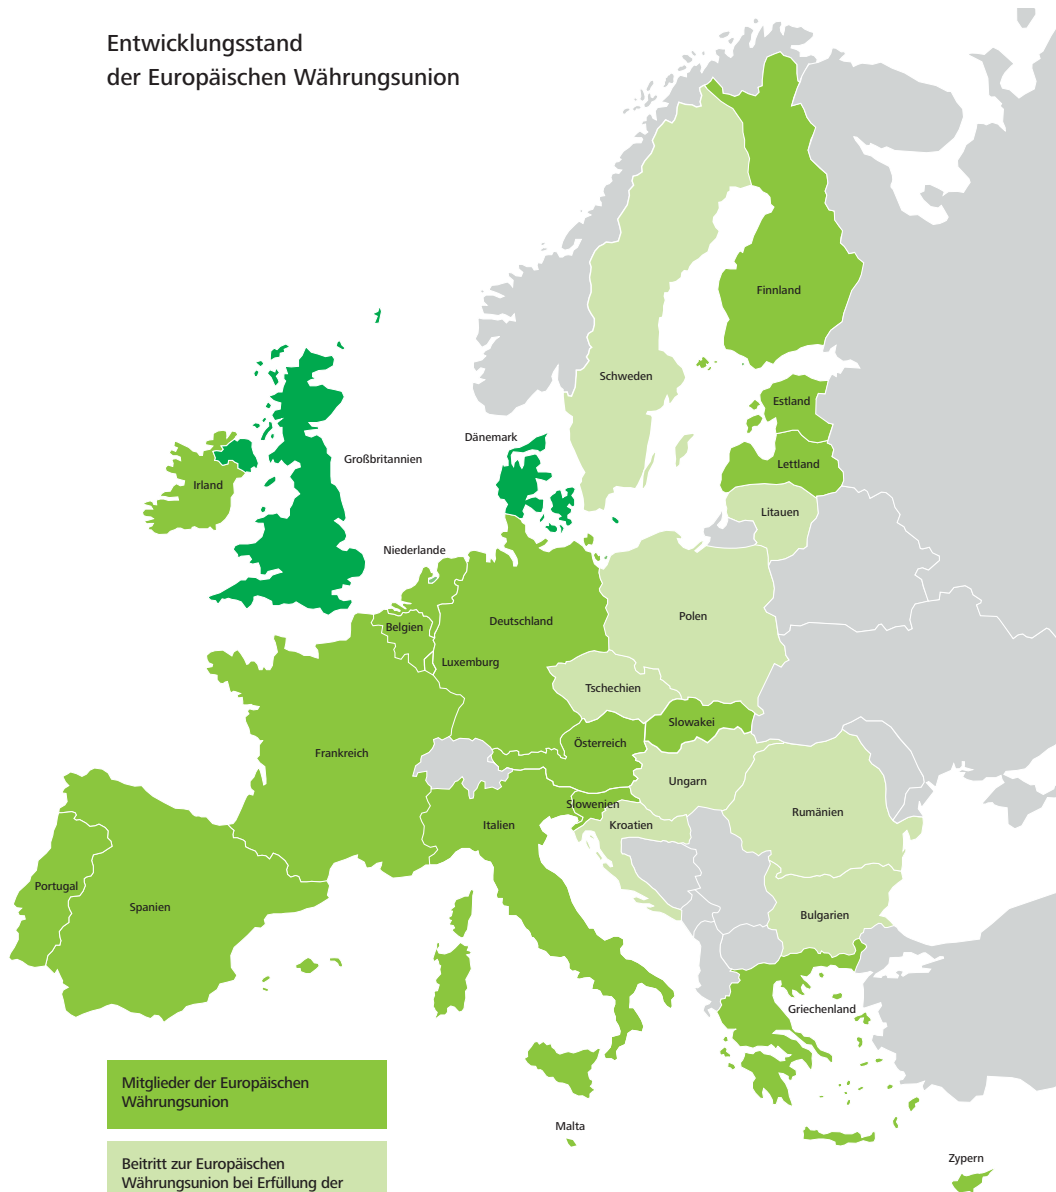 Entwicklungsstand
der Europäischen Währungsunion
Finnland
Schweden
Estland
Dänemark
Großbritannien
Lettland
Irland
Litauen
Niederlande
Polen
Deutschland
Belgien
Luxemburg
Tschechien
Slowakei
Österreich
Frankreich
Ungarn
Slowenien
Rumänien
Italien
Kroatien
Portugal
Spanien
Bulgarien
Griechenland
Mitglieder der Europäischen
Währungsunion
Malta
Zypern
Beitritt zur Europäischen
Währungsunion bei Erfüllung der